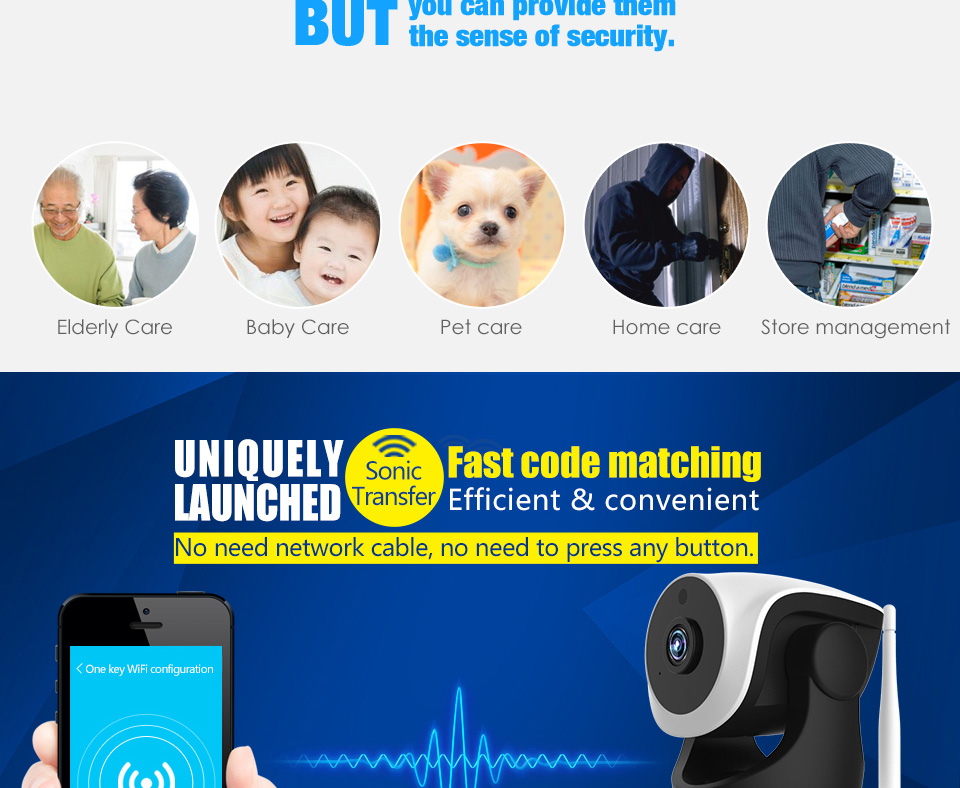 BUT you can provide them
the sense of security.
Elderly Care
Baby Care
Pet care
Home care
Store management
UNIQUELY
LAUNCHED
Sonic
Transfer
Fast code matching
Efficient & convenient
No need network cable, no need to press any button.
< One key WiFi configuration